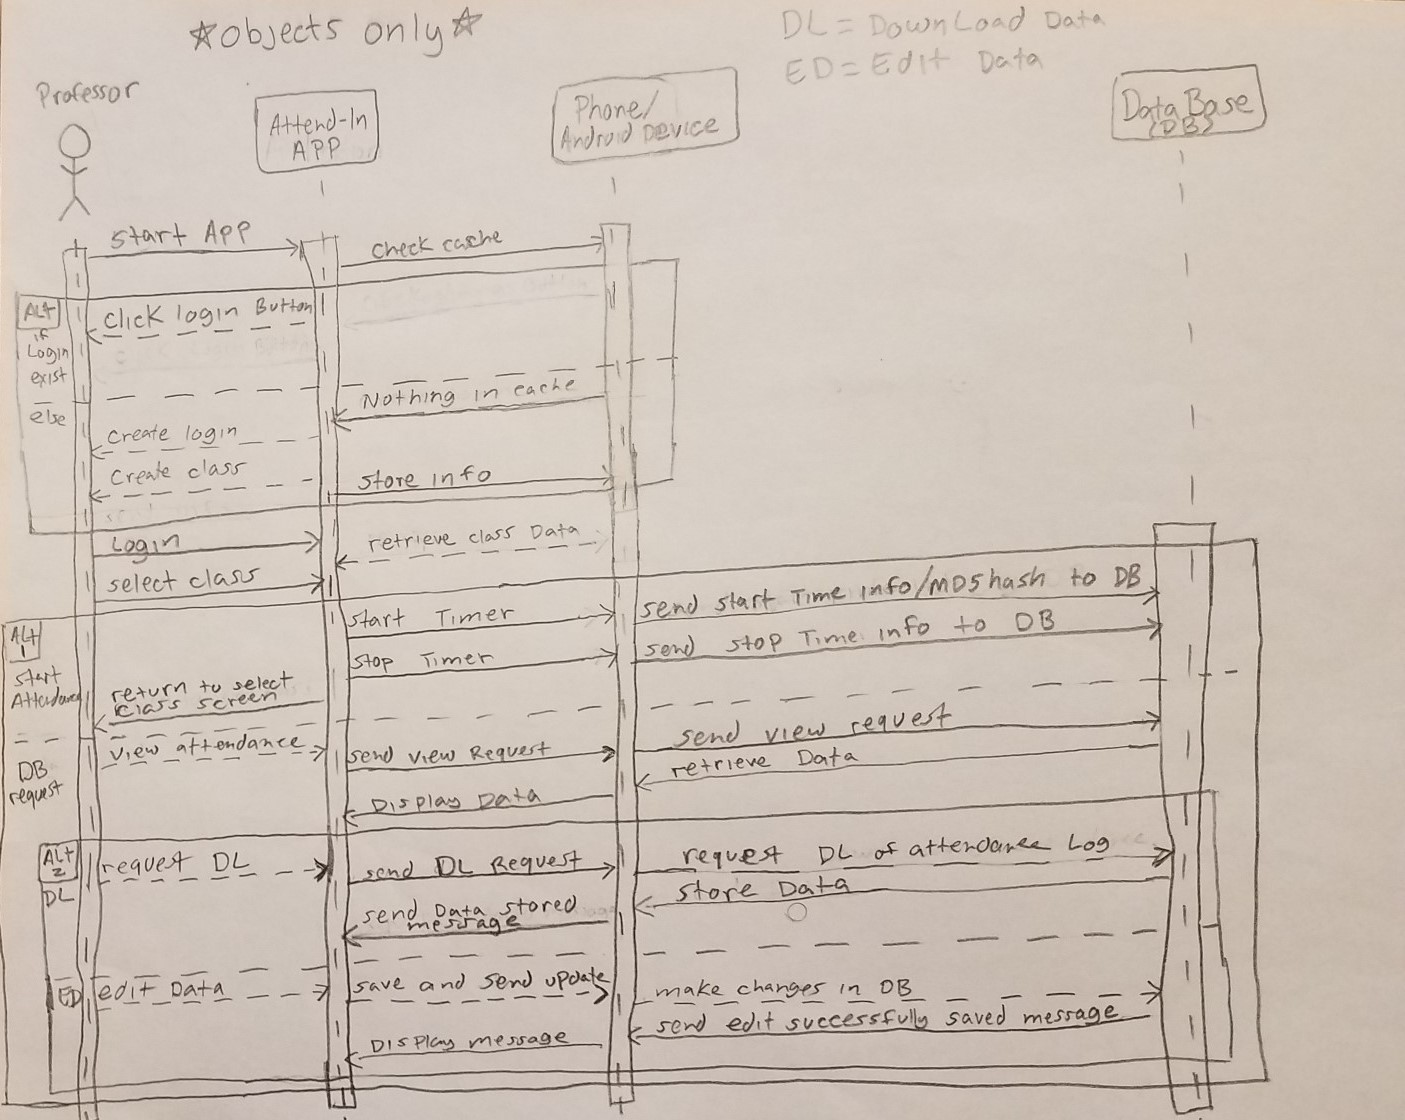 ☆objects only☆
DL = DownLoad Data
ED = Edit Data
Professor
Attend-In
APP
Phone/
Android Device
Data Base
(DB)
start APP
check cache
ALt
if
Login
exist
click login Button
else
Nothing in cache
create login
create class
store info
Login
retrieve class Data
select class
send start Time info/MD5hash to DB
start Timer
ALt
1
start
Attendance
send stop Time info to DB
stop Timer
return to select
class screen
send view request
view attendance
send view Request
retrieve Data
DB
request
Display Data
ALt
2
DL
request DL
send DL Request
request DL of attendance Log
store Data
send Data stored
message
ED
edit Data
save and send update
make changes in DB
send edit successfully saved message
Display message